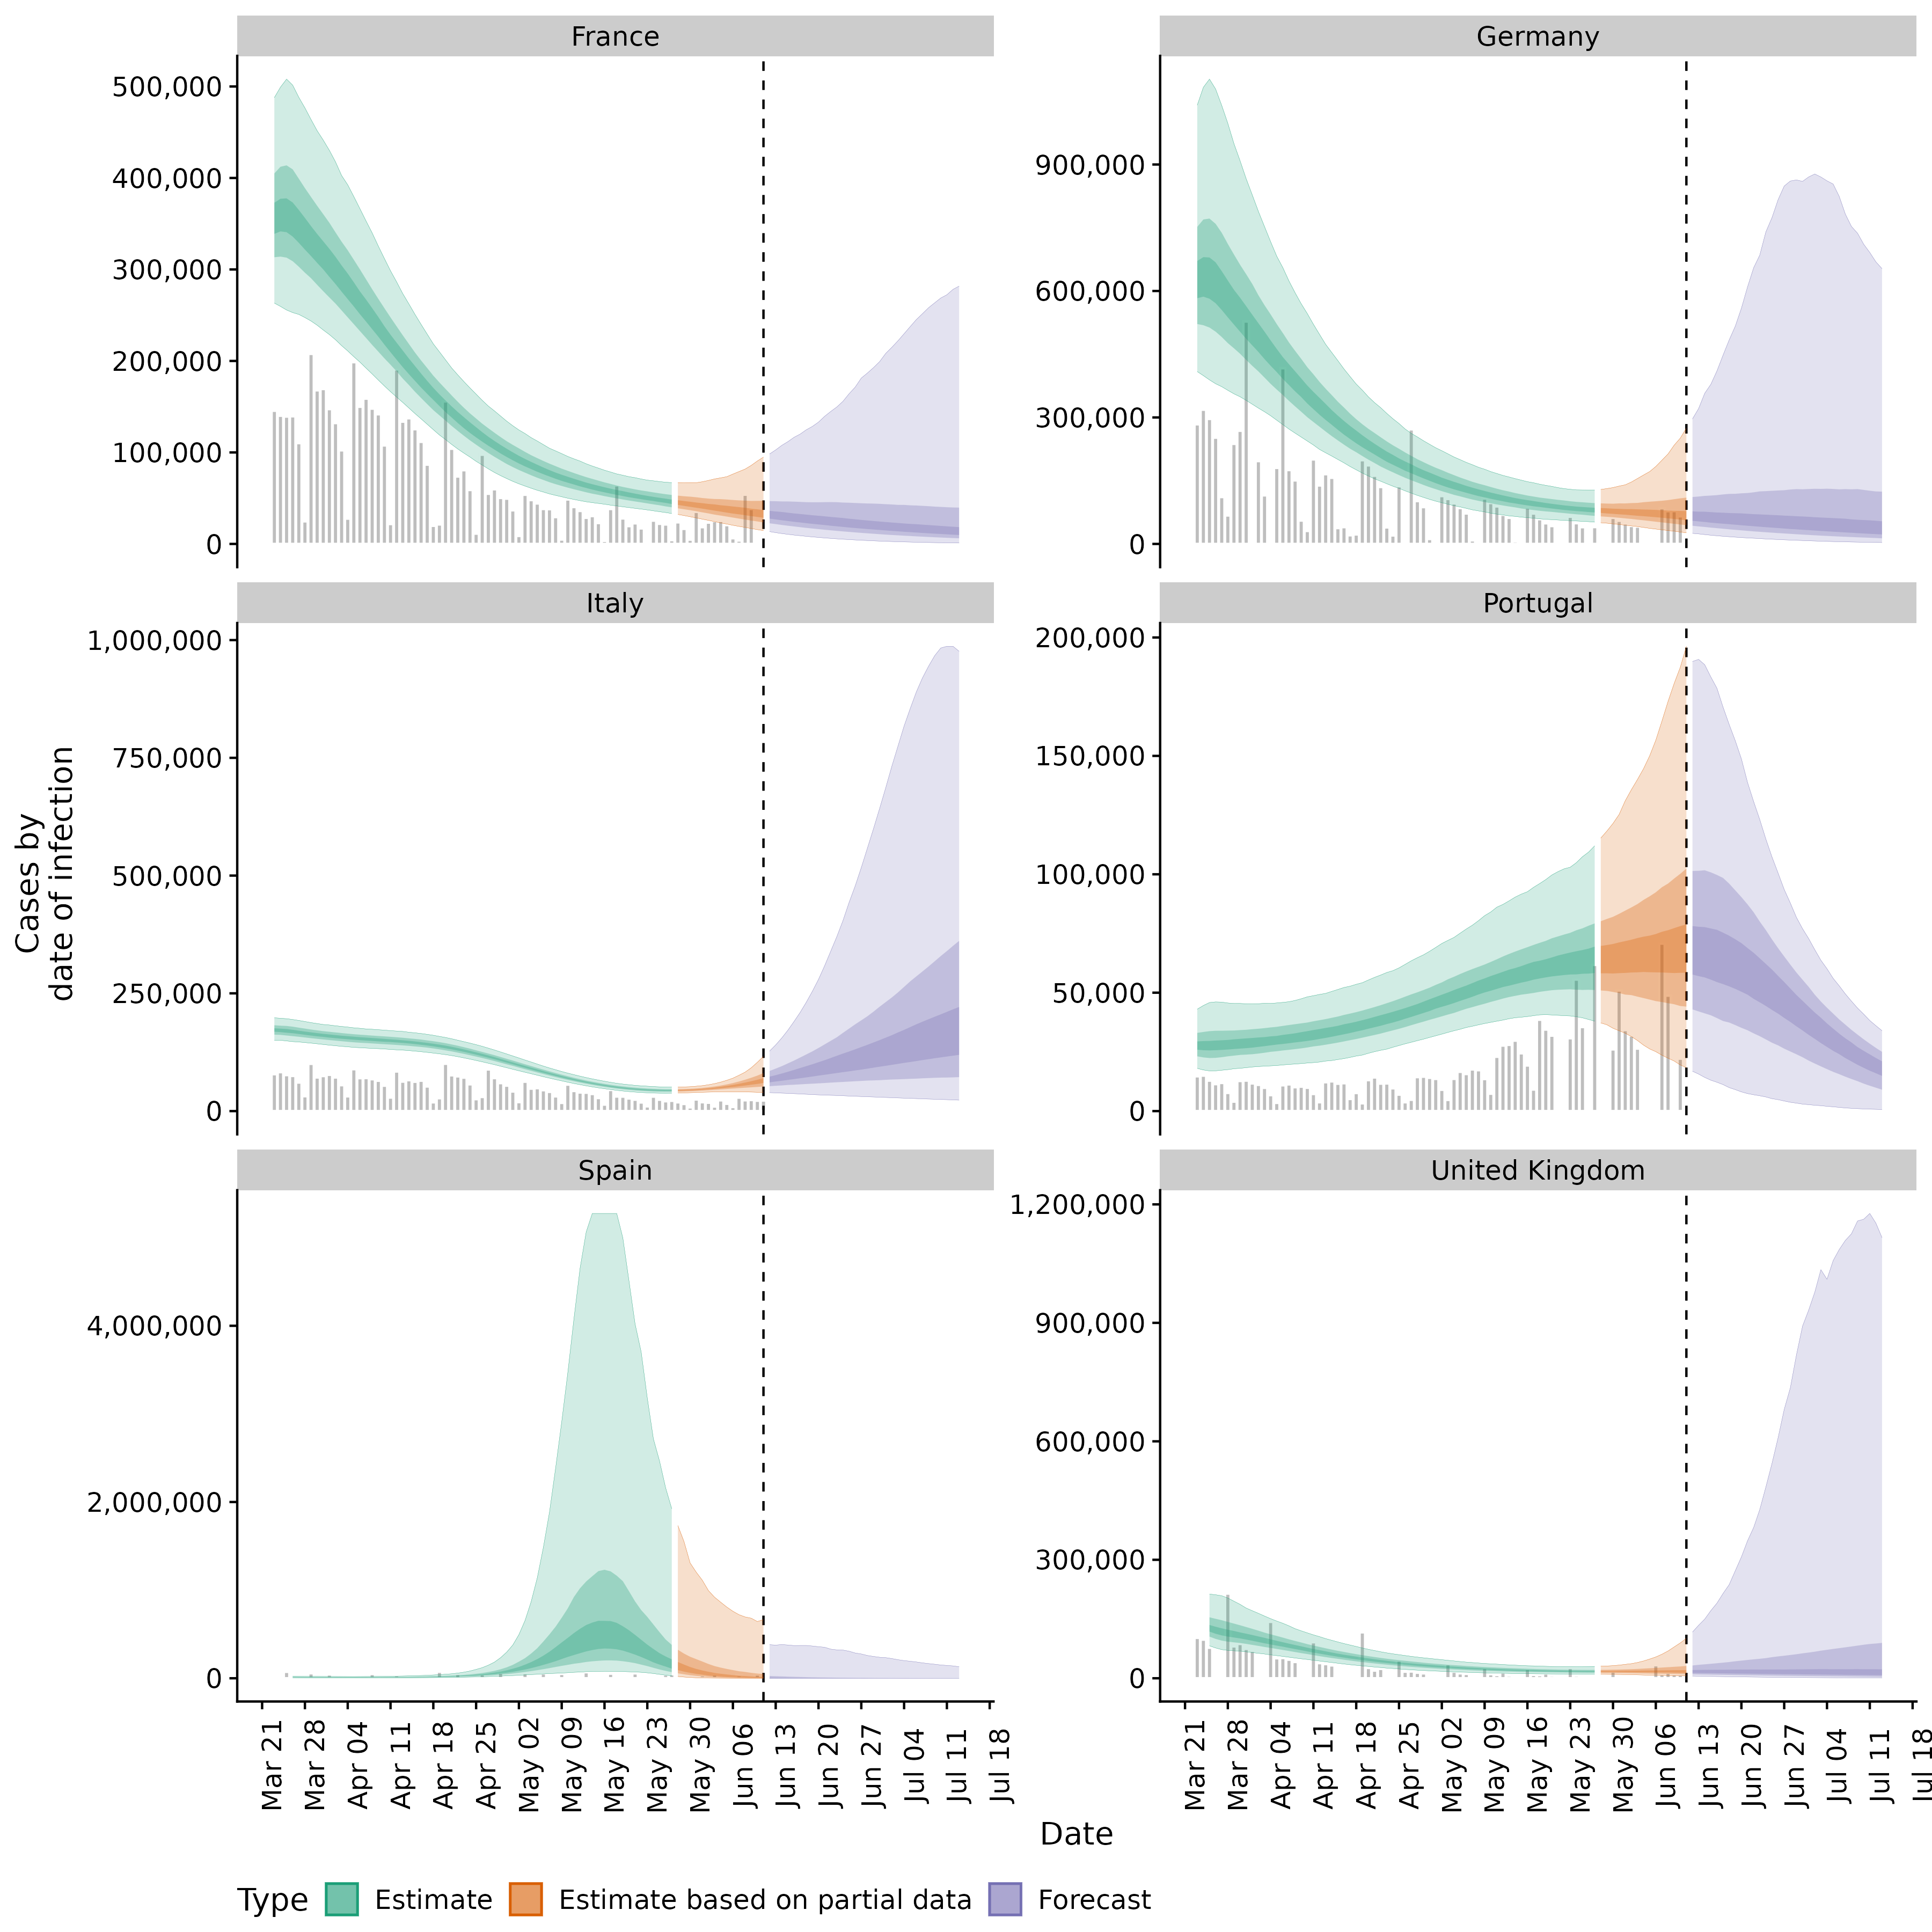 France
Germany
500,000
400,000
300,000
200,000
100,000
0
900,000
600,000
300,000
0
Italy
Portugal
1,000,000
750,000
500,000
250,000
0
200,000
150,000
100,000
50,000
0
Cases by
date of infection
Spain
United Kingdom
4,000,000
2,000,000
0
1,200,000
900,000
600,000
300,000
0
Mar 21
Mar 28
Apr 04
Apr 11
Apr 18
Apr 25
May 02
May 09
May 16
May 23
May 30
Jun 06
Jun 13
Jun 20
Jun 27
Jul 04
Jul 11
Jul 18
Mar 21
Mar 28
Apr 04
Apr 11
Apr 18
Apr 25
May 02
May 09
May 16
May 23
May 30
Jun 06
Jun 13
Jun 20
Jun 27
Jul 04
Jul 11
Jul 18
Date
Type Estimate Estimate based on partial data Forecast